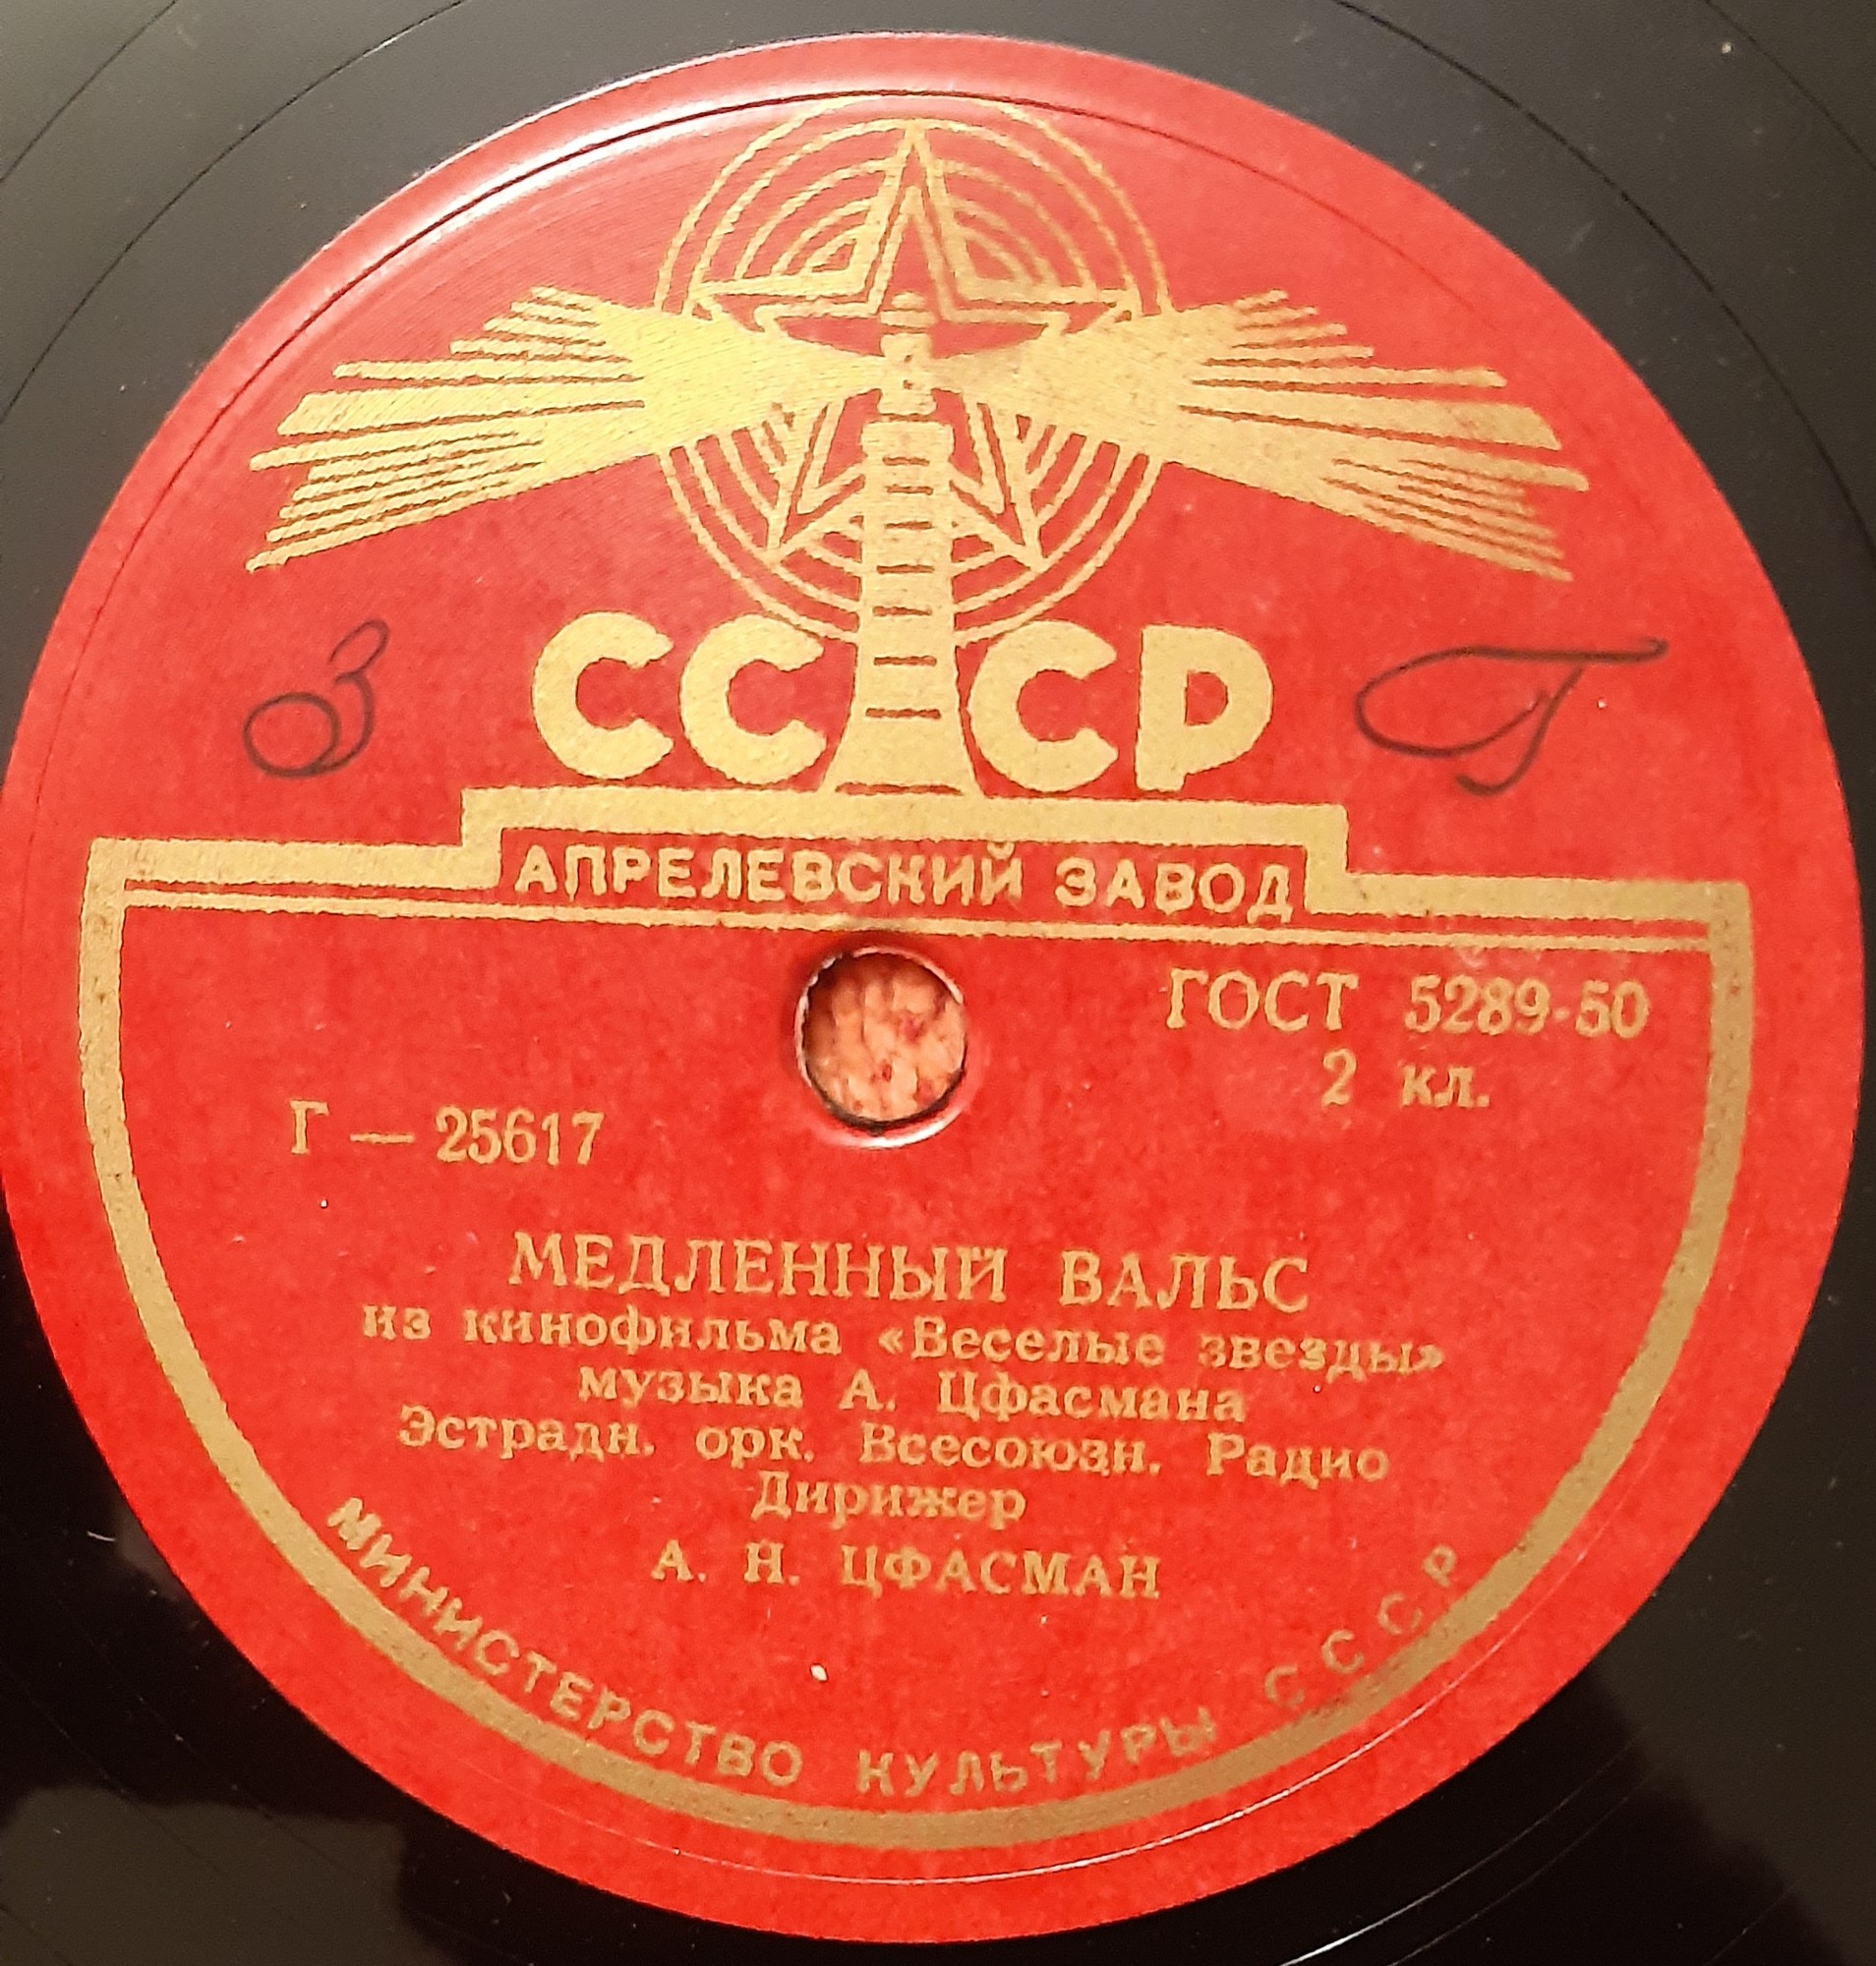 СССР
З Г
АПРЕЛЕВСКИЙ ЗАВОД
ГОСТ 5289-50
2 кл.
Г — 25617
МЕДЛЕННЫЙ ВАЛЬС
из кинофильма «Веселые звезды»
музыка А. Цфасмана
Эстрадн. орк. Всесоюзн. Радио
Дирижер
А. Н. ЦФАСМАН
МИНИСТЕРСТВО КУЛЬТУРЫ СССР